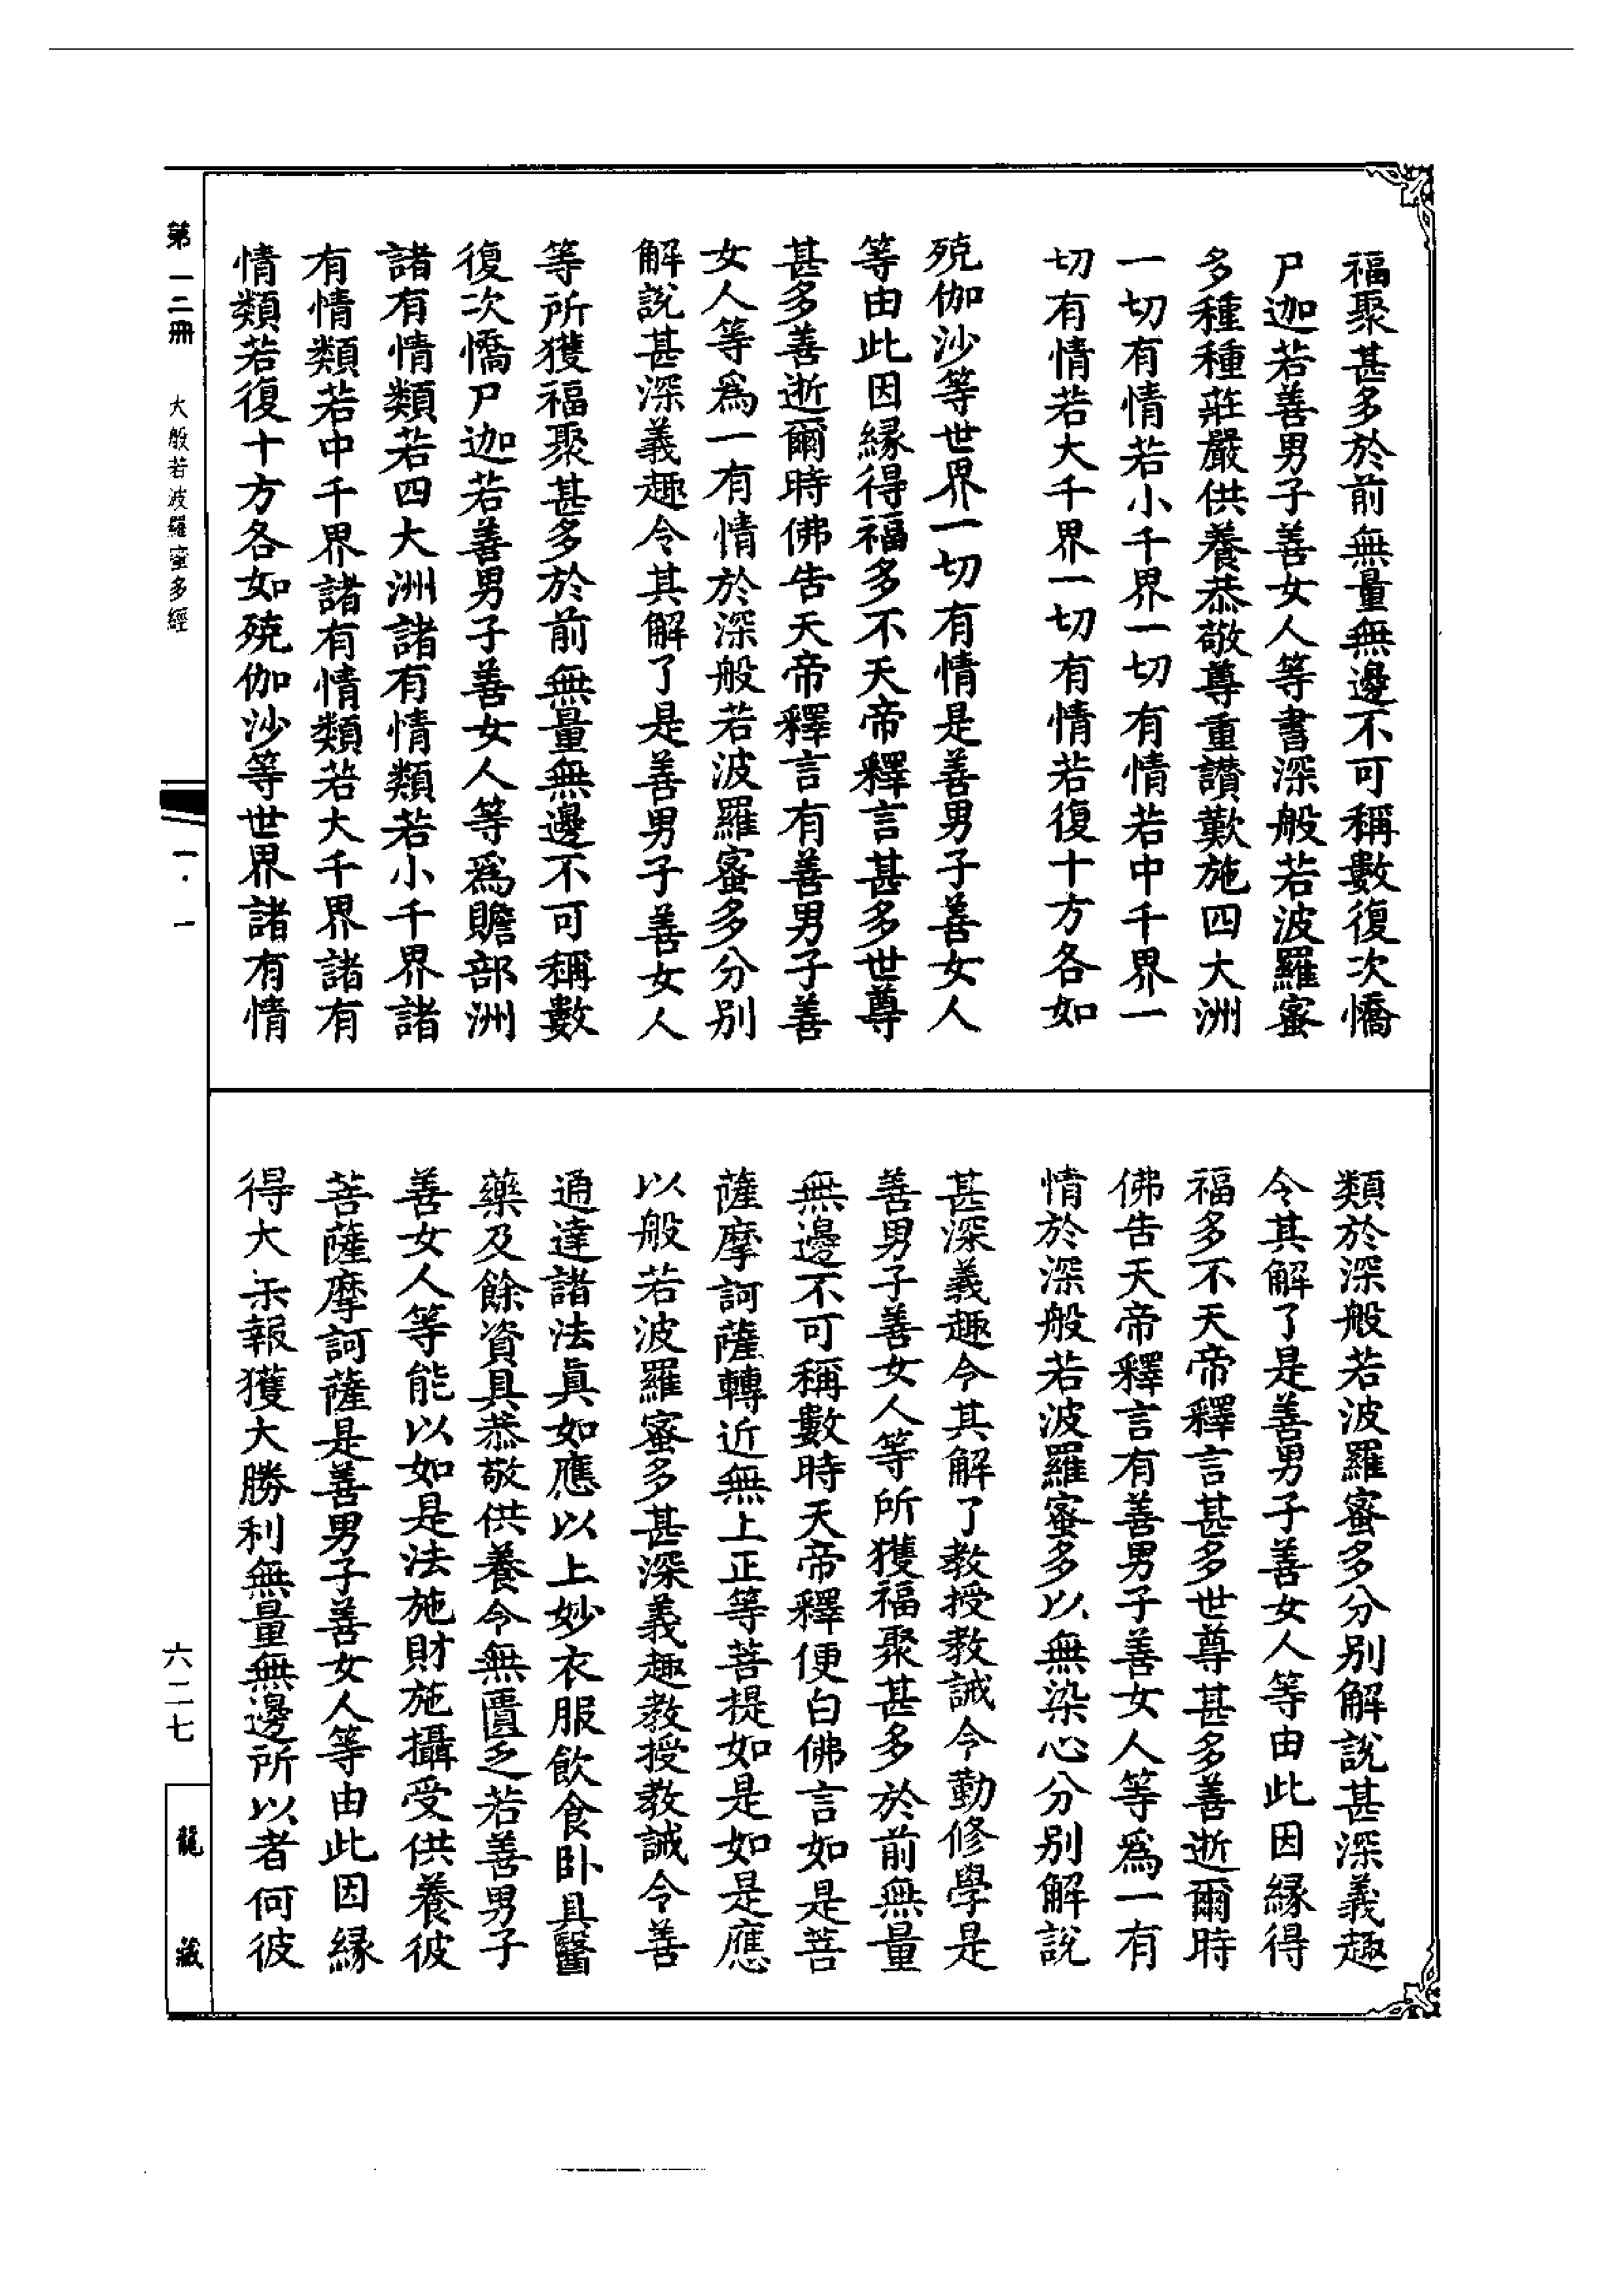 福聚甚多於前無量無邊不可稱數復次憍
尸迦若善男子善女人等書深般若波羅蜜
多種種莊嚴供養恭敬尊重讃歎施四大洲
一切有情若小千界一切有情若中千界一
切有情若大千界一切有情若復十方各如
殑伽沙等世界一切有情是善男子善女人
等由此因縁得福多不天帝釋言甚多世尊
甚多善逝爾時佛告天帝釋言有善男子善
女人等爲一有情於深般若波羅蜜多分別
解說甚深義趣令其解了是善男子善女人
等所獲福聚甚多於前無量無邊不可稱數
復次憍尸迦若善男子善女人等爲贍部洲
諸有情類若四大洲諸有情類若小千界諸
有情類若中千界諸有情類若大千界諸有
情類若復十方各如殑伽沙等世界諸有情
類於深般若波羅蜜多分別解說甚深義趣
令其解了是善男子善女人等由此因縁得
福多不天帝釋言甚多世尊甚多善逝爾時
佛告天帝釋言有善男子善女人等爲一有
情於深般若波羅蜜多以無染心分別解說
甚深義趣令其解了教授教誡令勤修學是
善男子善女人等所獲福聚甚多於前無量
無邊不可稱數時天帝釋便白佛言如是菩
薩摩訶薩轉近無上正等菩提如是如是應
以般若波羅蜜多甚深義趣教授教誡令善
通達諸法眞如應以上妙衣服飲食卧具醫
藥及餘資具恭敬供養令無匱乏若善男子
善女人等能以如是法施財施攝受供養彼
菩薩摩訶薩是善男子善女人等由此因縁
得大果報獲大勝利無量無邊所以者何彼
第一二冊 大般若波羅蜜多經
一·一
六二七
龍藏